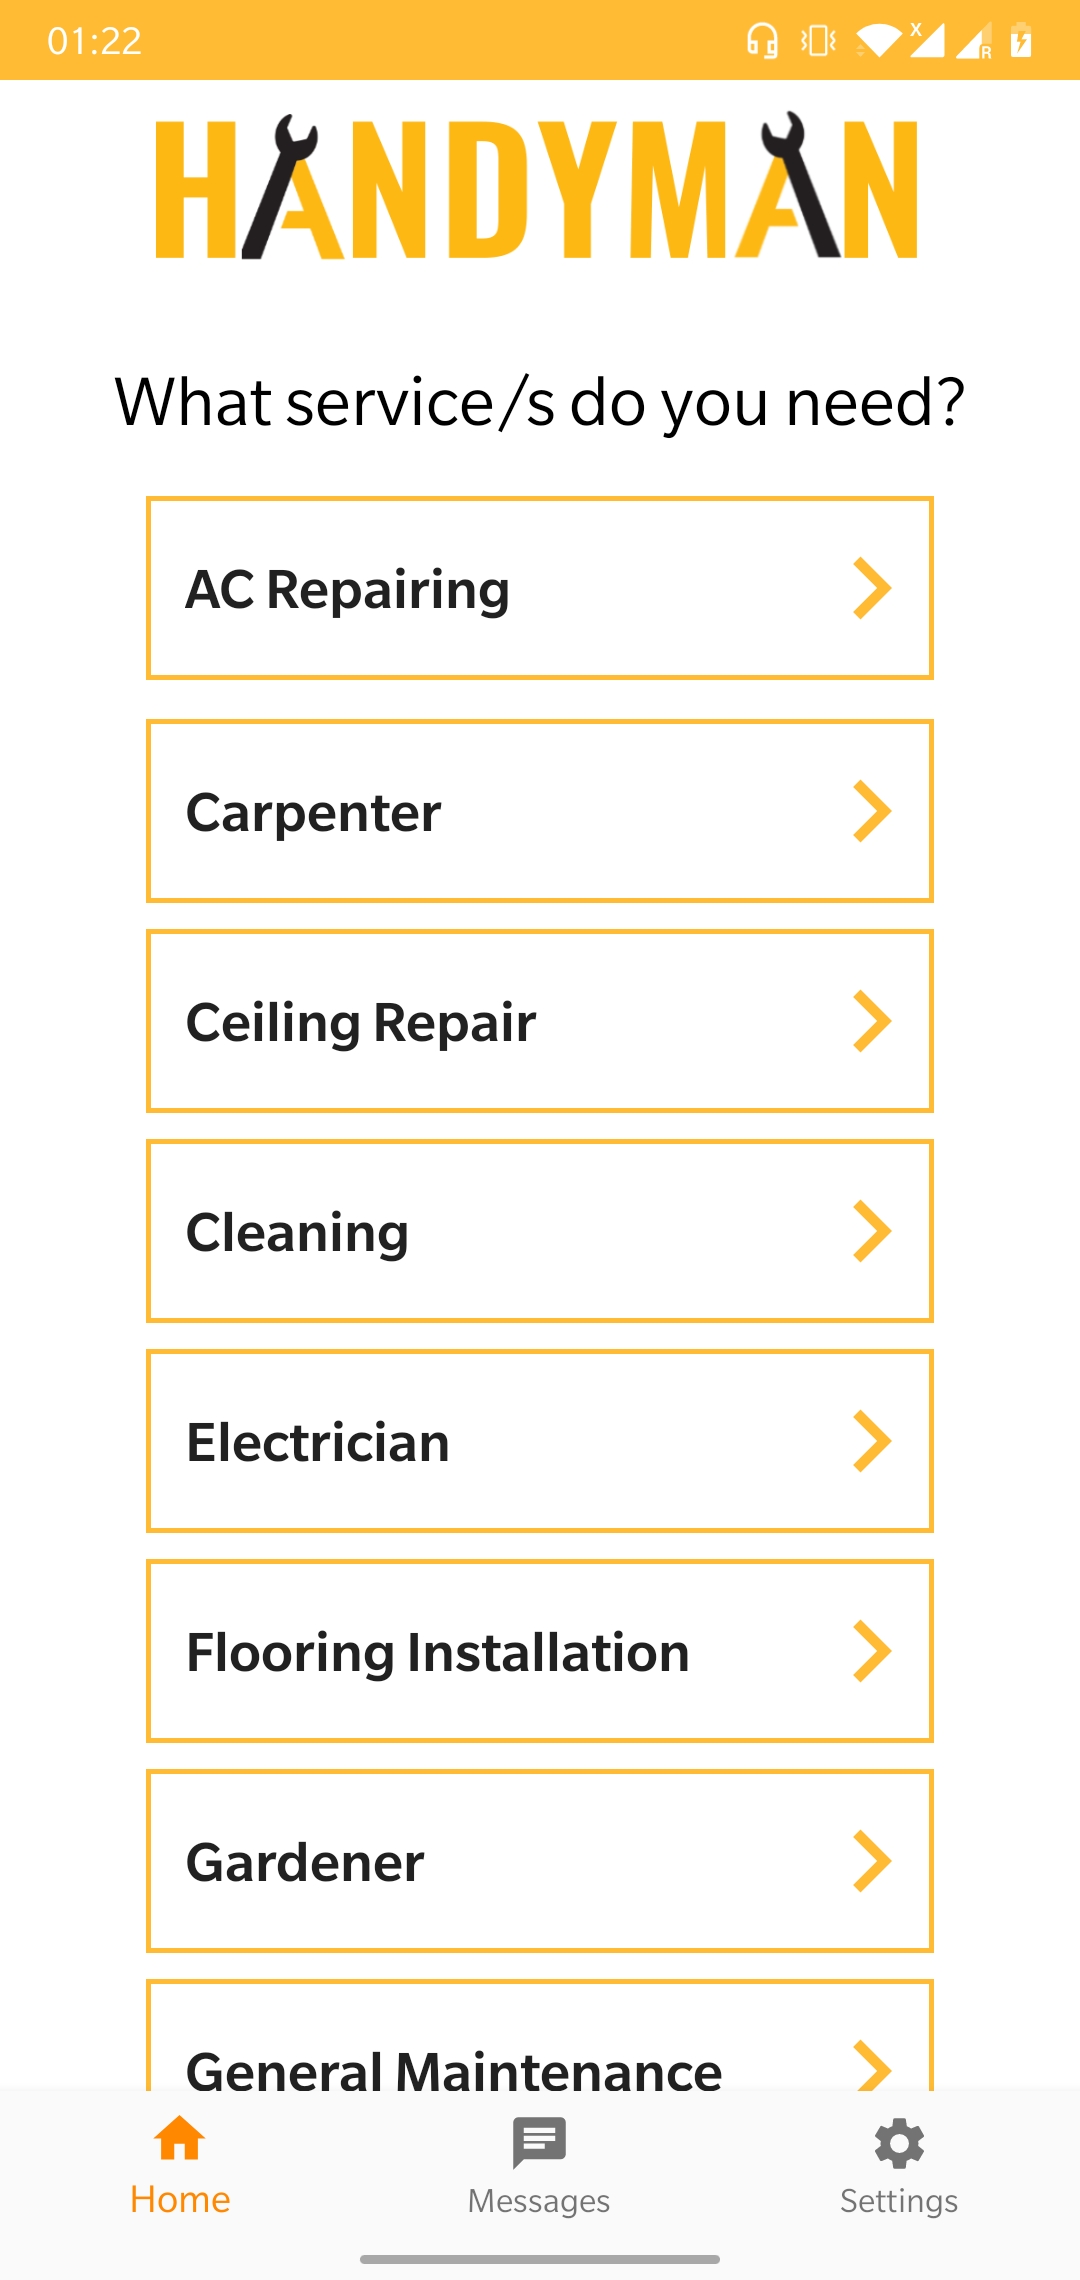 01:22
HANDYMAN
What service/s do you need?
AC Repairing
Carpenter
Ceiling Repair
Cleaning
Electrician
Flooring Installation
Gardener
General Maintenance
Home
Messages
Settings